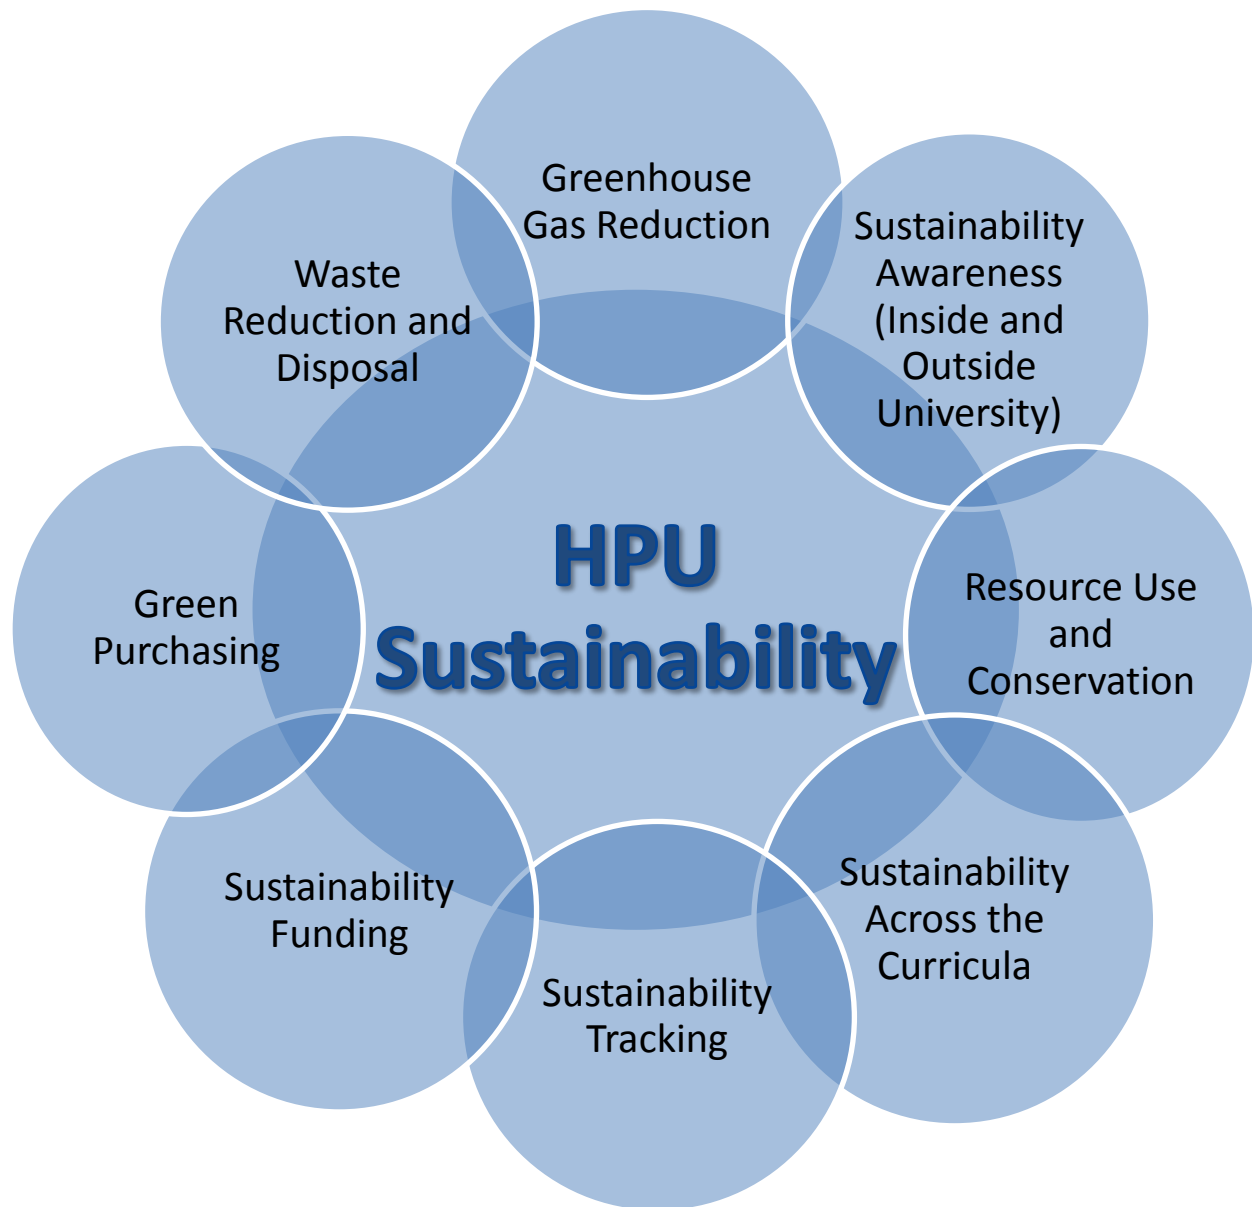 Greenhouse
Gas Reduction
Sustainability
Awareness
(Inside and
Outside
University)
Resource Use
and
Conservation
Sustainability
Across the
Curricula
Sustainability
Tracking
Sustainability
Funding
Green
Purchasing
Waste
Reduction and
Disposal
HPU
Sustainability